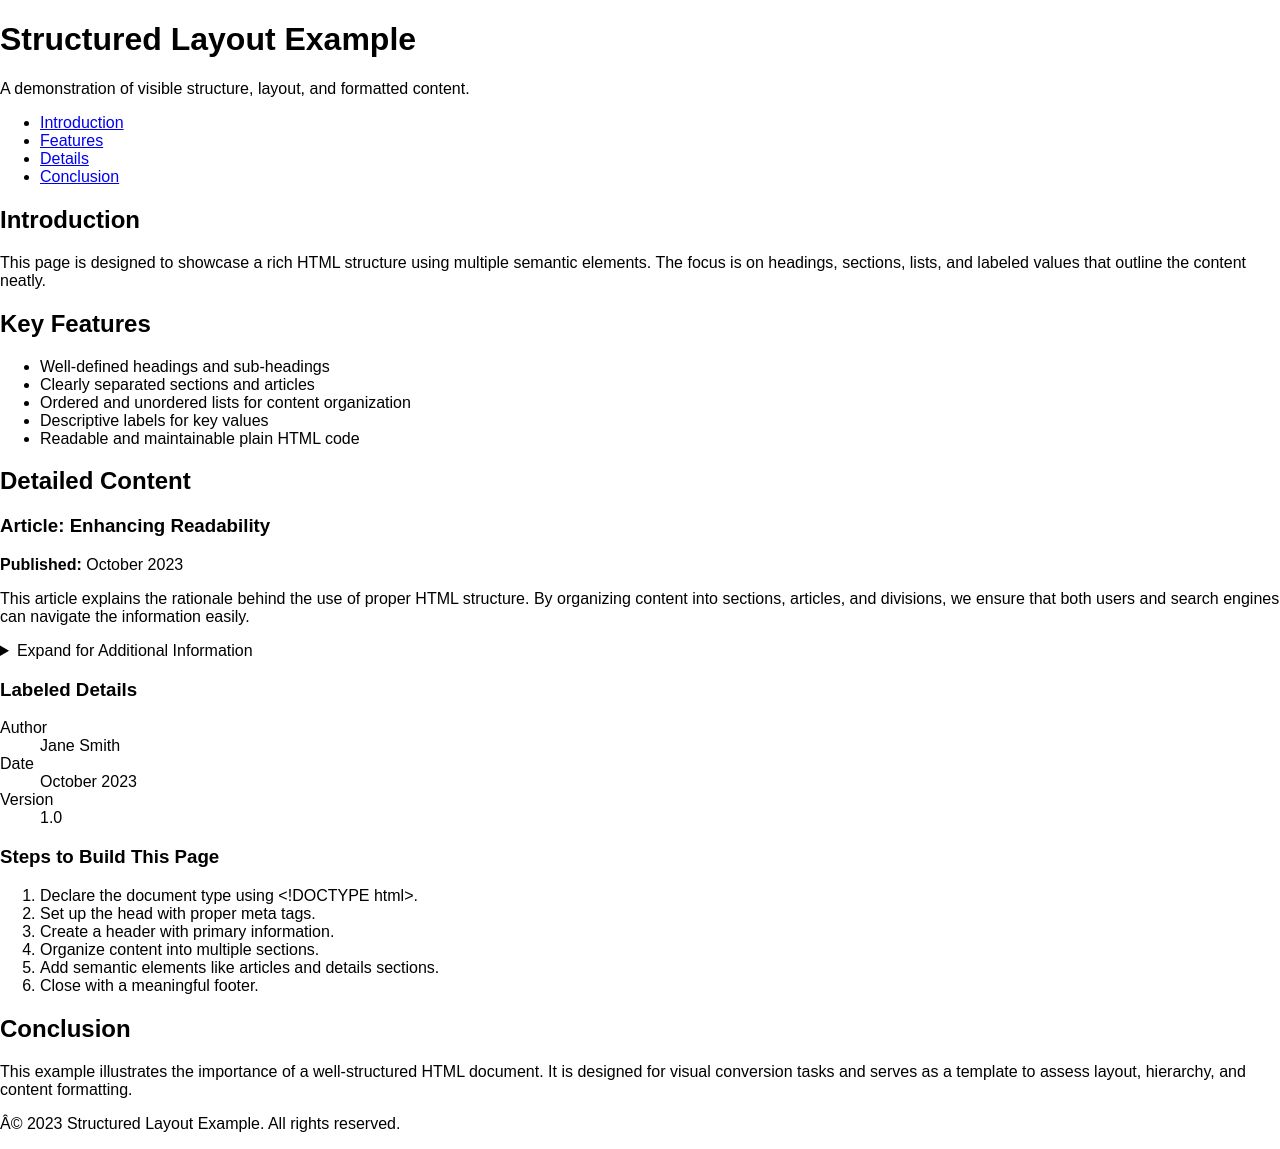 Structured Layout Example
A demonstration of visible structure, layout, and formatted content.
Introduction
Features
Details
Conclusion
Introduction
This page is designed to showcase a rich HTML structure using multiple semantic elements. The focus is on headings, sections, lists, and labeled values that outline the content
neatly.
Key Features
Well-defined headings and sub-headings
Clearly separated sections and articles
Ordered and unordered lists for content organization
Descriptive labels for key values
Readable and maintainable plain HTML code
Detailed Content
Article: Enhancing Readability
Published: October 2023
This article explains the rationale behind the use of proper HTML structure. By organizing content into sections, articles, and divisions, we ensure that both users and search engines
can navigate the information easily.
Expand for Additional Information
Labeled Details
Author
Jane Smith
Date
October 2023
Version
1.0
Steps to Build This Page
1. Declare the document type using <!DOCTYPE html>.
2. Set up the head with proper meta tags.
3. Create a header with primary information.
4. Organize content into multiple sections.
5. Add semantic elements like articles and details sections.
6. Close with a meaningful footer.
Conclusion
This example illustrates the importance of a well-structured HTML document. It is designed for visual conversion tasks and serves as a template to assess layout, hierarchy, and
content formatting.
Â© 2023 Structured Layout Example. All rights reserved.